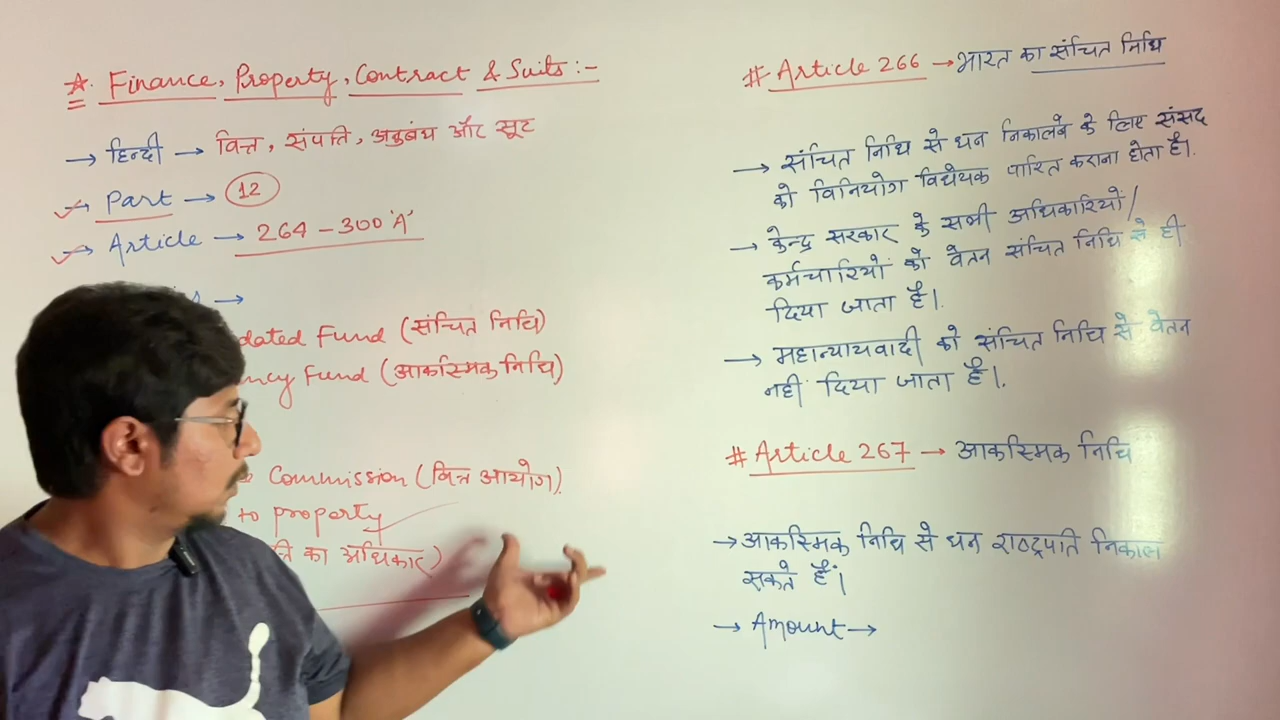 ☆. Finance, Property, Contract & Suits:-
→ हिन्दी → वित्त, संपत्ति, अनुबंध और सूट
→ Part → 12
→ Article → 264 - 300 'A'
→
dated Fund (संचित निधि)
ncy Fund (आकस्मिक निधि)
Commission (वित्त आयोग)
to property
का अधिकार)
# Article 266 → भारत का संचित निधि
→ संचित निधि से धन निकालने के लिए संसद
को विनियोग विधेयक पारित कराना होता है।
→ केन्द्र सरकार के सभी अधिकारियों/
कर्मचारियों को वेतन संचित निधि से ही
दिया जाता है।
→ महान्यायवादी को संचित निधि से वेतन
नहीं दिया जाता है।
# Article 267 → आकस्मिक निधि
→ आकस्मिक निधि से धन राष्ट्रपति निकाल
सकते हैं।
→ Amount →